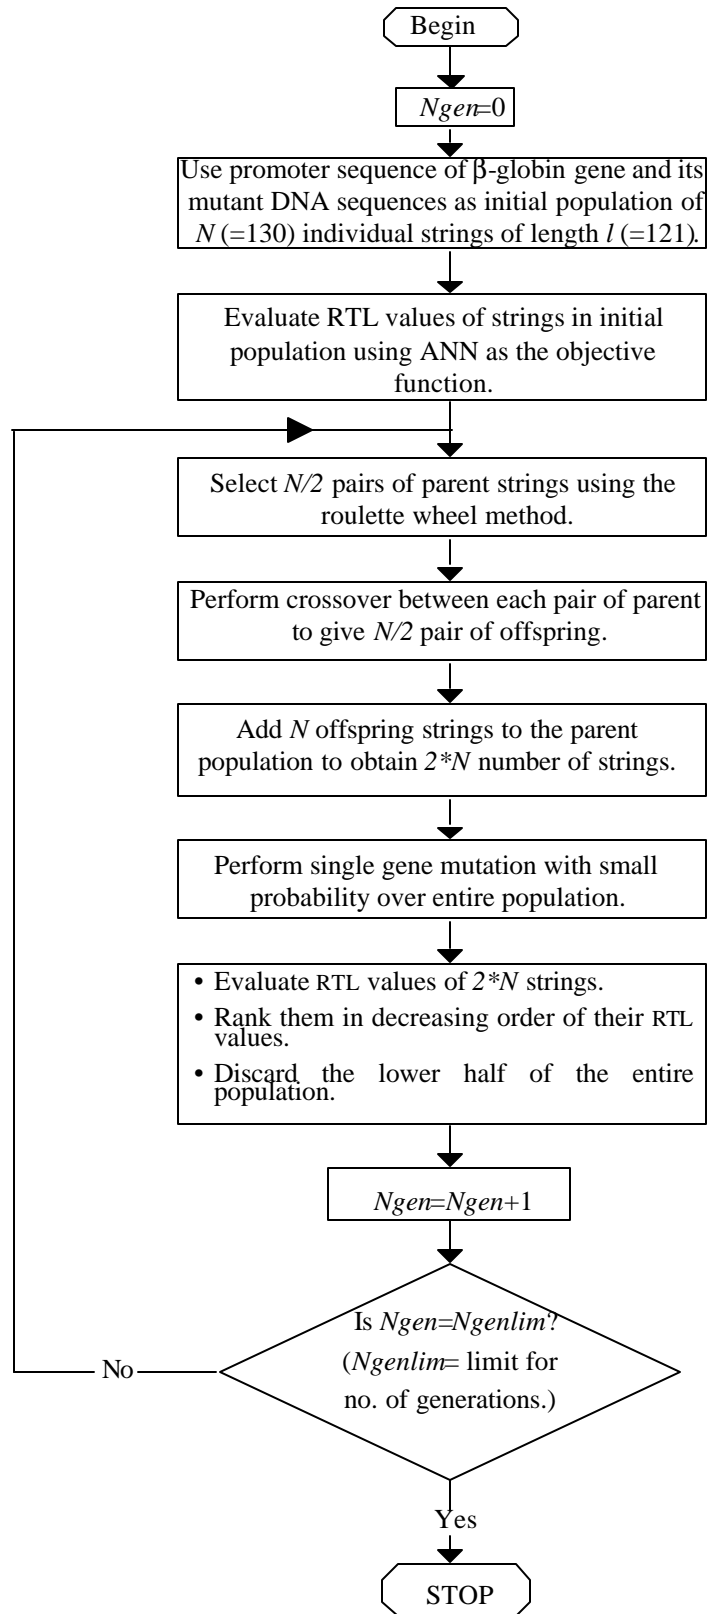 Begin
Ngen=0
Use promoter sequence of β-globin gene and its
mutant DNA sequences as initial population of
N (=130) individual strings of length l (=121).
Evaluate RTL values of strings in initial
population using ANN as the objective
function.
Select N/2 pairs of parent strings using the
roulette wheel method.
Perform crossover between each pair of parent
to give N/2 pair of offspring.
Add N offspring strings to the parent
population to obtain 2*N number of strings.
Perform single gene mutation with small
probability over entire population.
• Evaluate RTL values of 2*N strings.
• Rank them in decreasing order of their RTL
values.
• Discard the lower half of the entire
population.
Ngen=Ngen+1
Is Ngen=Ngenlim?
(Ngenlim= limit for
no. of generations.)
No
Yes
STOP